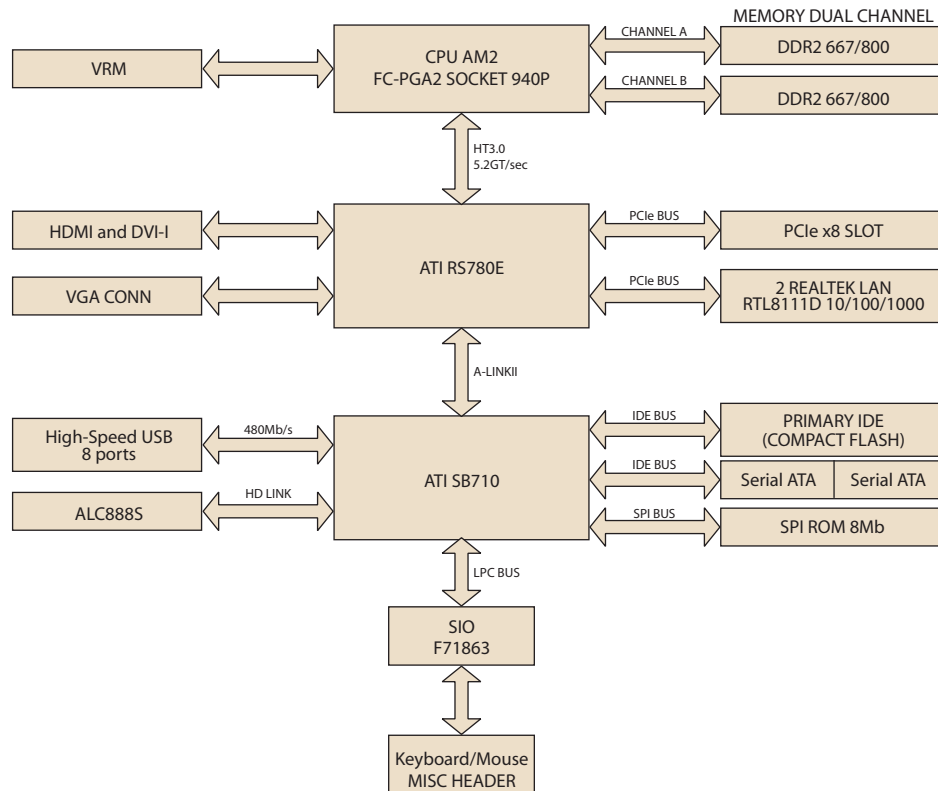 MEMORY DUAL CHANNEL
VRM
CPU AM2
FC-PGA2 SOCKET 940P
CHANNEL A
DDR2 667/800
CHANNEL B
DDR2 667/800
HT3.0
5.2GT/sec
HDMI and DVI-I
VGA CONN
ATI RS780E
PCIe BUS
PCIe x8 SLOT
PCIe BUS
2 REALTEK LAN
RTL8111D 10/100/1000
A-LINKII
High-Speed USB
8 ports
480Mb/s
ALC888S
HD LINK
ATI SB710
IDE BUS
PRIMARY IDE
(COMPACT FLASH)
IDE BUS
Serial ATA
Serial ATA
SPI BUS
SPI ROM 8Mb
LPC BUS
SIO
F71863
Keyboard/Mouse
MISC HEADER